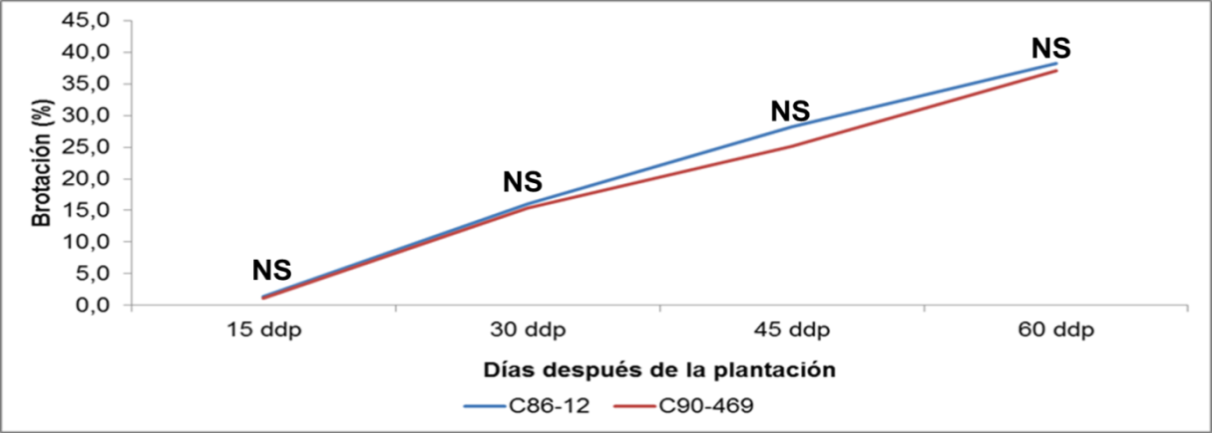 45,0
40,0
35,0
30,0
25,0
20,0
15,0
10,0
5,0
0,0
Brotación (%)
NS
NS
NS
NS
15 ddp 30 ddp 45 ddp 60 ddp
Días después de la plantación
C86-12 C90-469